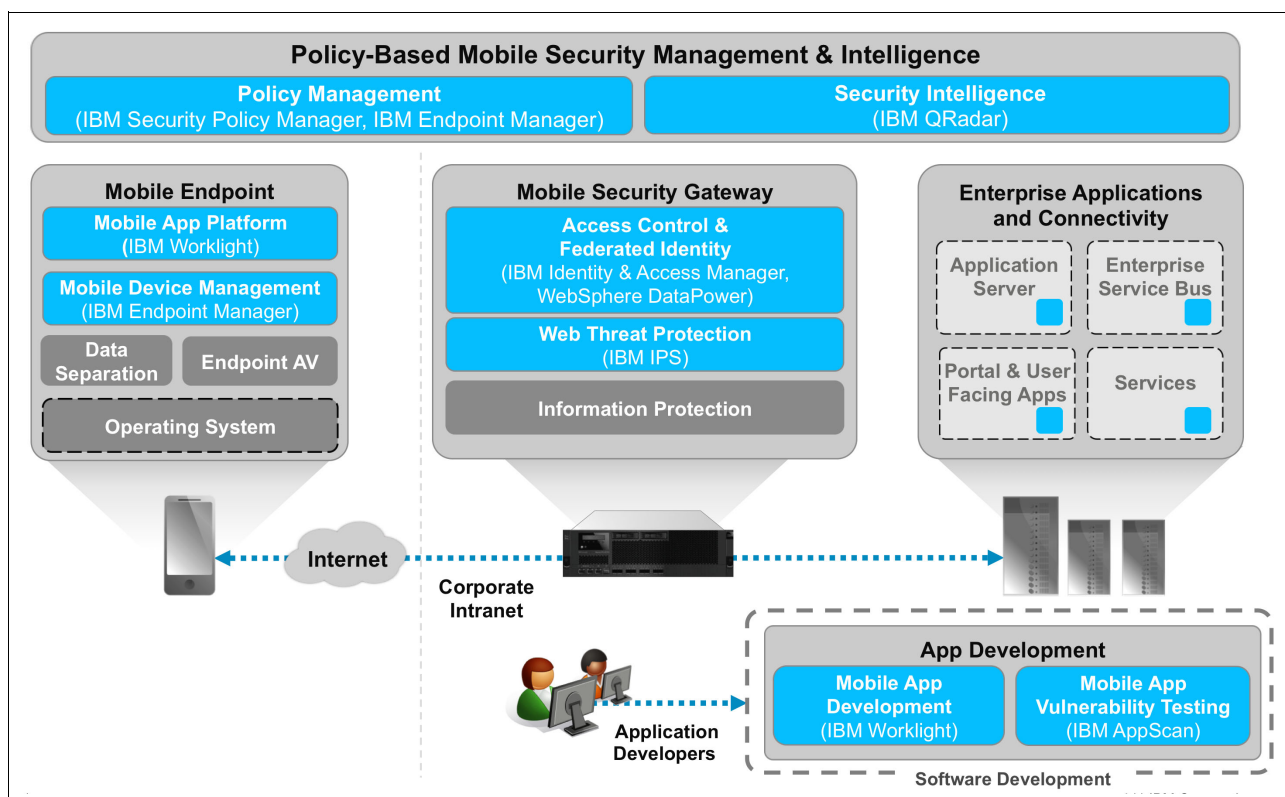 Policy-Based Mobile Security Management & Intelligence
Policy Management
(IBM Security Policy Manager, IBM Endpoint Manager)
Security Intelligence
(IBM QRadar)
Mobile Endpoint
Mobile App Platform
(IBM Worklight)
Mobile Device Management
(IBM Endpoint Manager)
Data
Separation
Endpoint AV
Operating System
Mobile Security Gateway
Access Control &
Federated Identity
(IBM Identity & Access Manager,
WebSphere DataPower)
Web Threat Protection
(IBM IPS)
Information Protection
Enterprise Applications
and Connectivity
Application
Server
Enterprise
Service Bus
Portal & User
Facing Apps
Services
Internet
Corporate
Intranet
Application
Developers
App Development
Mobile App
Development
(IBM Worklight)
Mobile App
Vulnerability Testing
(IBM AppScan)
Software Development